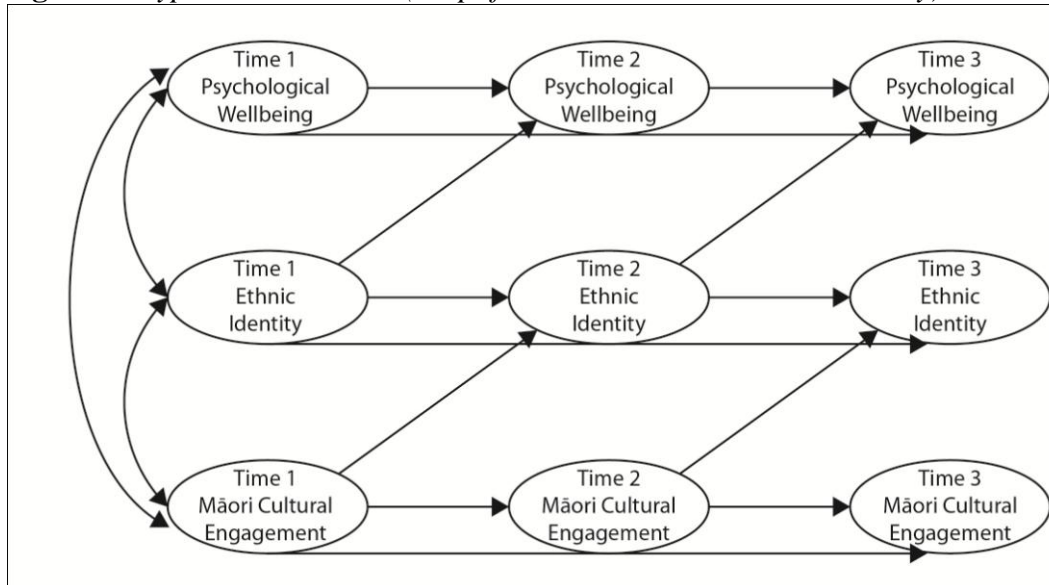 Time 1
Psychological
Wellbeing
Time 2
Psychological
Wellbeing
Time 3
Psychological
Wellbeing
Time 1
Ethnic
Identity
Time 2
Ethnic
Identity
Time 3
Ethnic
Identity
Time 1
Māori Cultural
Engagement
Time 2
Māori Cultural
Engagement
Time 3
Māori Cultural
Engagement